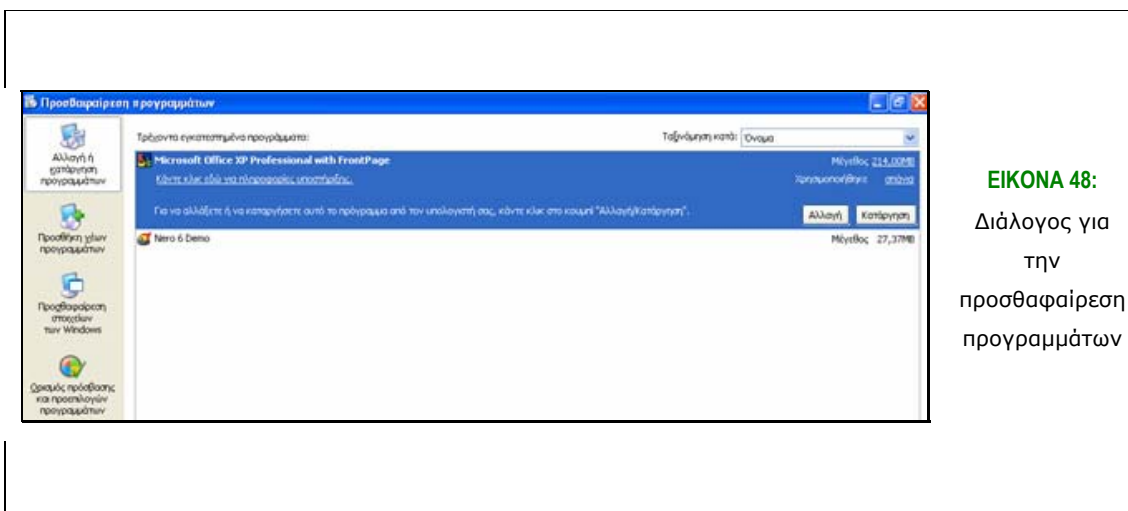 Προσθαφαίρεση προγραμμάτων
Αλλαγή ή
κατάργηση
προγραμμάτων
Τρέχοντα εγκατεστημένα προγράμματα:
Ταξινόμηση κατά: Όνομα
Microsoft Office XP Professional with FrontPage
Μέγεθος 214,00MB
Κάντε κλικ εδώ για πληροφορίες υποστήριξης.
Χρησιμοποιήθηκε σπάνια
Για να αλλάξετε ή να καταργήσετε αυτό το πρόγραμμα από τον υπολογιστή σας, κάντε κλικ στο κουμπί "Αλλαγή/Κατάργηση".
Αλλαγή Κατάργηση
Nero 6 Demo
Μέγεθος 27,37MB
Προσθήκη νέων
προγραμμάτων
Προσθαφαίρεση
στοιχείων
των Windows
Ορισμός πρόσβασης
και προεπιλογών
προγραμμάτων
ΕΙΚΟΝΑ 48:
Διάλογος για
την
προσθαφαίρεση
προγραμμάτων